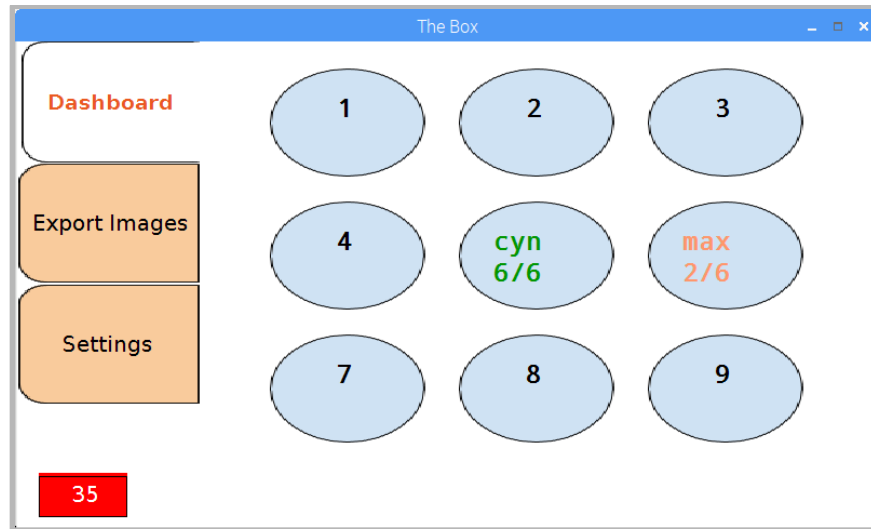 The Box
Dashboard
Export Images
Settings
35
1
2
3
4
cyn
6/6
max
2/6
7
8
9